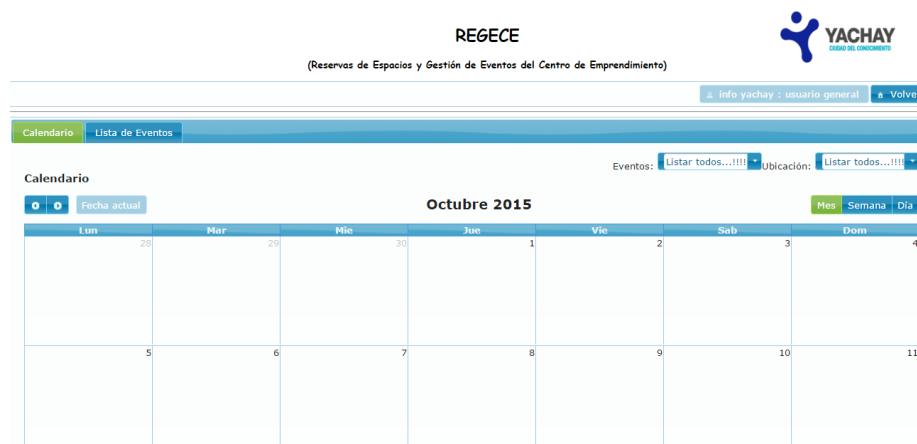 REGECE
YACHAY
CIUDAD DEL CONOCIMIENTO
(Reservas de Espacios y Gestión de Eventos del Centro de Emprendimiento)
info yachay : usuario general Volve
Calendario Lista de Eventos
Eventos: Listar todos...!!!! Ubicación: Listar todos...!!!!
Calendario
Fecha actual Octubre 2015 Mes Semana Día
Lun Mar Mie Jue Vie Sab Dom
28 29 30 1 2 3 4
5 6 7 8 9 10 11